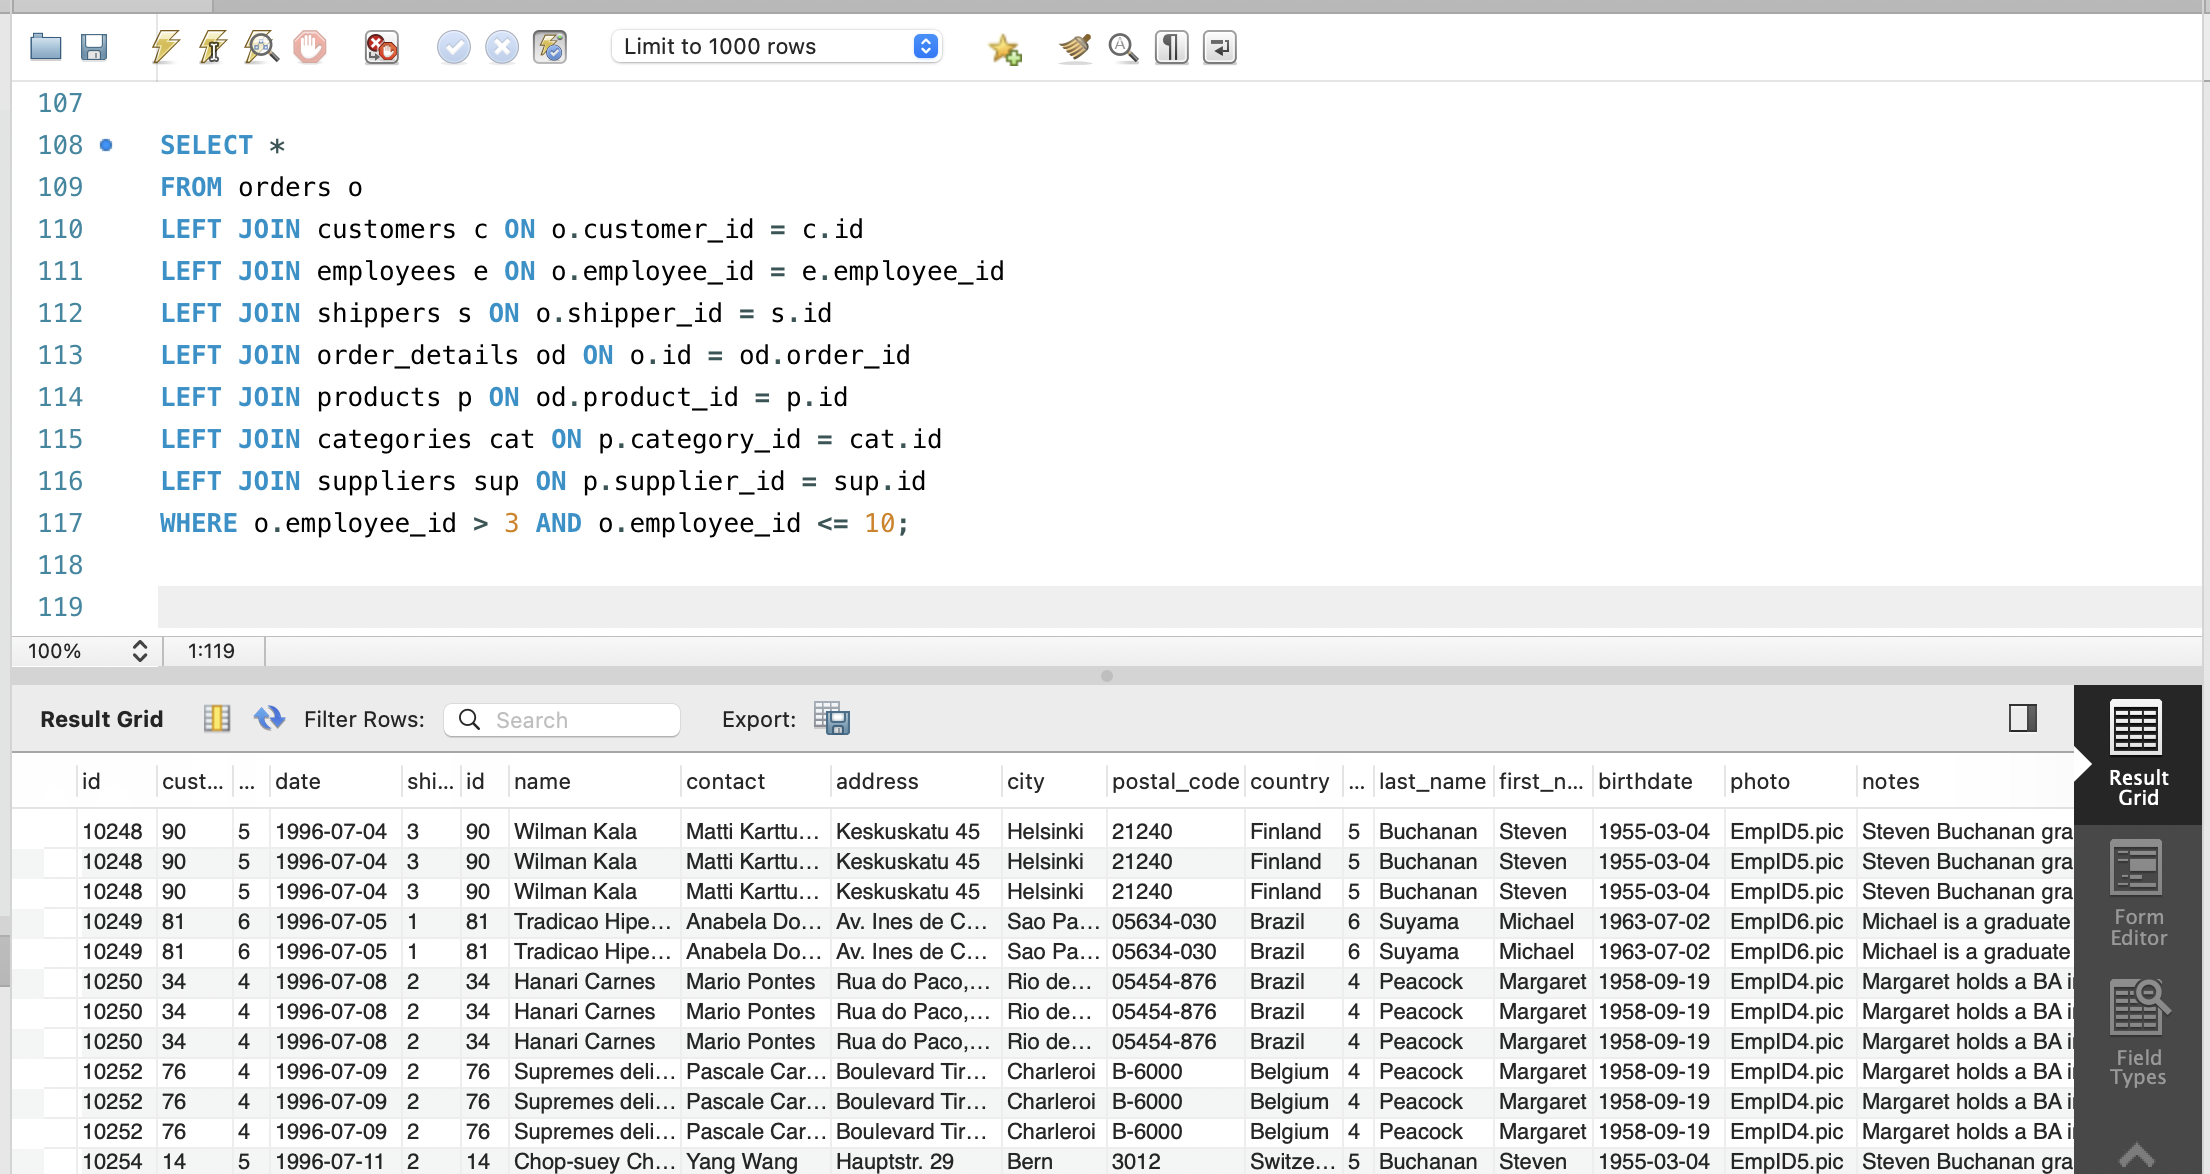 Limit to 1000 rows
107
108 SELECT *
109 FROM orders o
110 LEFT JOIN customers c ON o.customer_id = c.id
111 LEFT JOIN employees e ON o.employee_id = e.employee_id
112 LEFT JOIN shippers s ON o.shipper_id = s.id
113 LEFT JOIN order_details od ON o.id = od.order_id
114 LEFT JOIN products p ON od.product_id = p.id
115 LEFT JOIN categories cat ON p.category_id = cat.id
116 LEFT JOIN suppliers sup ON p.supplier_id = sup.id
117 WHERE o.employee_id > 3 AND o.employee_id <= 10;
118
119
100% 1:119
Result Grid Filter Rows: Search Export:
id cust... ... date shi... id name contact address city postal_code country ... last_name first_n... birthdate photo notes
10248 90 5 1996-07-04 3 90 Wilman Kala Matti Karttu... Keskuskatu 45 Helsinki 21240 Finland 5 Buchanan Steven 1955-03-04 EmpID5.pic Steven Buchanan gra
10248 90 5 1996-07-04 3 90 Wilman Kala Matti Karttu... Keskuskatu 45 Helsinki 21240 Finland 5 Buchanan Steven 1955-03-04 EmpID5.pic Steven Buchanan gra
10248 90 5 1996-07-04 3 90 Wilman Kala Matti Karttu... Keskuskatu 45 Helsinki 21240 Finland 5 Buchanan Steven 1955-03-04 EmpID5.pic Steven Buchanan gra
10249 81 6 1996-07-05 1 81 Tradicao Hipe... Anabela Do... Av. Ines de C... Sao Pa... 05634-030 Brazil 6 Suyama Michael 1963-07-02 EmpID6.pic Michael is a graduate
10249 81 6 1996-07-05 1 81 Tradicao Hipe... Anabela Do... Av. Ines de C... Sao Pa... 05634-030 Brazil 6 Suyama Michael 1963-07-02 EmpID6.pic Michael is a graduate
10250 34 4 1996-07-08 2 34 Hanari Carnes Mario Pontes Rua do Paco,... Rio de... 05454-876 Brazil 4 Peacock Margaret 1958-09-19 EmpID4.pic Margaret holds a BA i
10250 34 4 1996-07-08 2 34 Hanari Carnes Mario Pontes Rua do Paco,... Rio de... 05454-876 Brazil 4 Peacock Margaret 1958-09-19 EmpID4.pic Margaret holds a BA i
10250 34 4 1996-07-08 2 34 Hanari Carnes Mario Pontes Rua do Paco,... Rio de... 05454-876 Brazil 4 Peacock Margaret 1958-09-19 EmpID4.pic Margaret holds a BA i
10252 76 4 1996-07-09 2 76 Supremes deli... Pascale Car... Boulevard Tir... Charleroi B-6000 Belgium 4 Peacock Margaret 1958-09-19 EmpID4.pic Margaret holds a BA i
10252 76 4 1996-07-09 2 76 Supremes deli... Pascale Car... Boulevard Tir... Charleroi B-6000 Belgium 4 Peacock Margaret 1958-09-19 EmpID4.pic Margaret holds a BA i
10252 76 4 1996-07-09 2 76 Supremes deli... Pascale Car... Boulevard Tir... Charleroi B-6000 Belgium 4 Peacock Margaret 1958-09-19 EmpID4.pic Margaret holds a BA i
10254 14 5 1996-07-11 2 14 Chop-suey Ch... Yang Wang Hauptstr. 29 Bern 3012 Switze... 5 Buchanan Steven 1955-03-04 EmpID5.pic Steven Buchanan gra
Result
Grid
Form
Editor
Field
Types